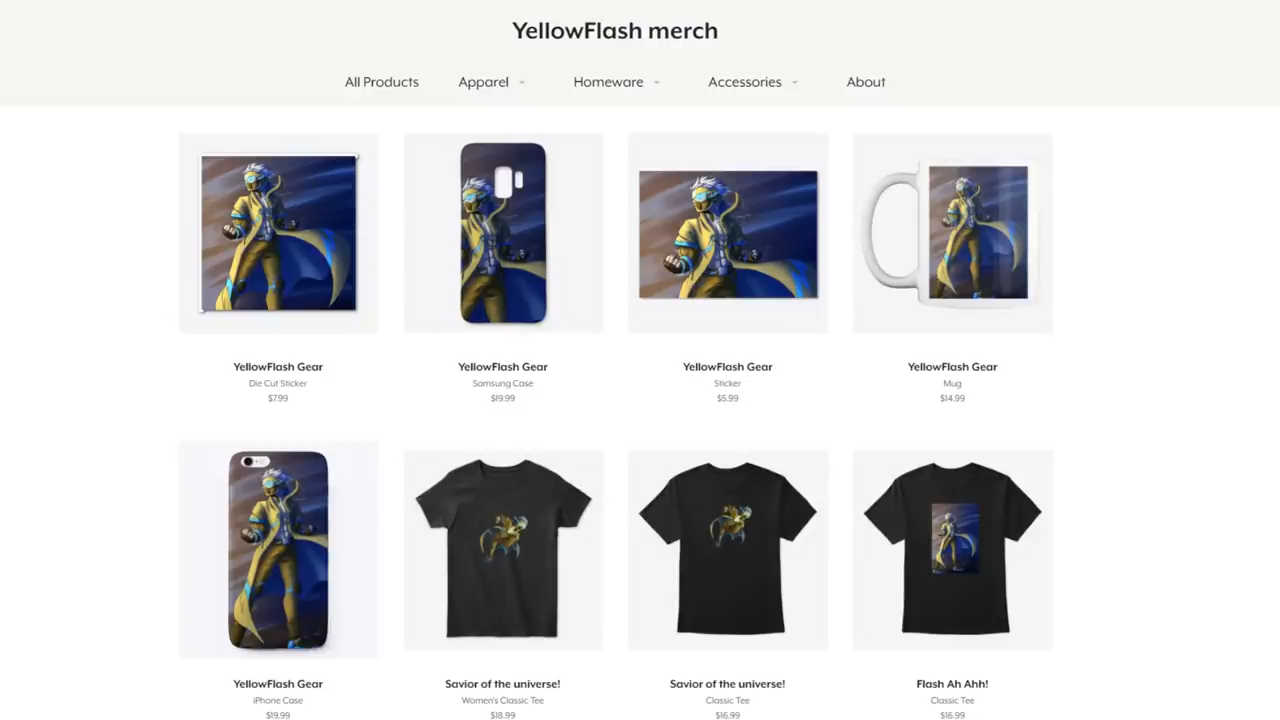 YellowFlash merch
All Products Apparel Homeware Accessories About
YellowFlash Gear
Die Cut Sticker
$7.99
YellowFlash Gear
Samsung Case
$19.99
YellowFlash Gear
Sticker
$5.99
YellowFlash Gear
Mug
$14.99
YellowFlash Gear
iPhone Case
$19.99
Savior of the universe!
Women's Classic Tee
$18.99
Savior of the universe!
Classic Tee
$16.99
Flash Ah Ahh!
Classic Tee
$16.99